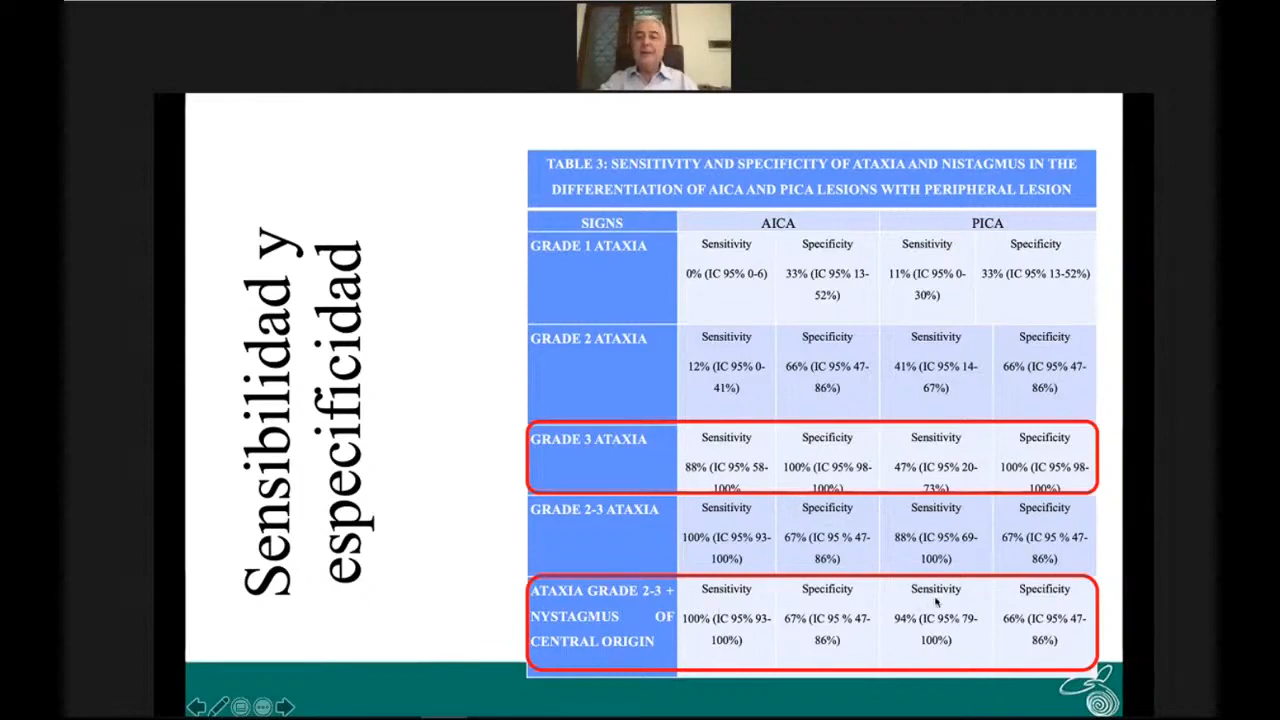 Sensibilidad y
especificidad
TABLE 3: SENSITIVITY AND SPECIFICITY OF ATAXIA AND NISTAGMUS IN THE
DIFFERENTIATION OF AICA AND PICA LESIONS WITH PERIPHERAL LESION
SIGNS AICA PICA
GRADE 1 ATAXIA Sensitivity Specificity Sensitivity Specificity
0% (IC 95% 0-6) 33% (IC 95% 13- 11% (IC 95% 0- 33% (IC 95% 13-52%)
52%) 30%)
GRADE 2 ATAXIA Sensitivity Specificity Sensitivity Specificity
12% (IC 95% 0- 66% (IC 95% 47- 41% (IC 95% 14- 66% (IC 95% 47-
41%) 86%) 67%) 86%)
GRADE 3 ATAXIA Sensitivity Specificity Sensitivity Specificity
88% (IC 95% 58- 100% (IC 95% 98- 47% (IC 95% 20- 100% (IC 95% 98-
100% 100%) 73%) 100%)
GRADE 2-3 ATAXIA Sensitivity Specificity Sensitivity Specificity
100% (IC 95% 93- 67% (IC 95 % 47- 88% (IC 95% 69- 67% (IC 95 % 47-
100%) 86%) 100%) 86%)
ATAXIA GRADE 2-3 + Sensitivity Specificity Sensitivity Specificity
NYSTAGMUS OF 100% (IC 95% 93- 67% (IC 95 % 47- 94% (IC 95% 79- 66% (IC 95% 47-
CENTRAL ORIGIN 100%) 86%) 100%) 86%)